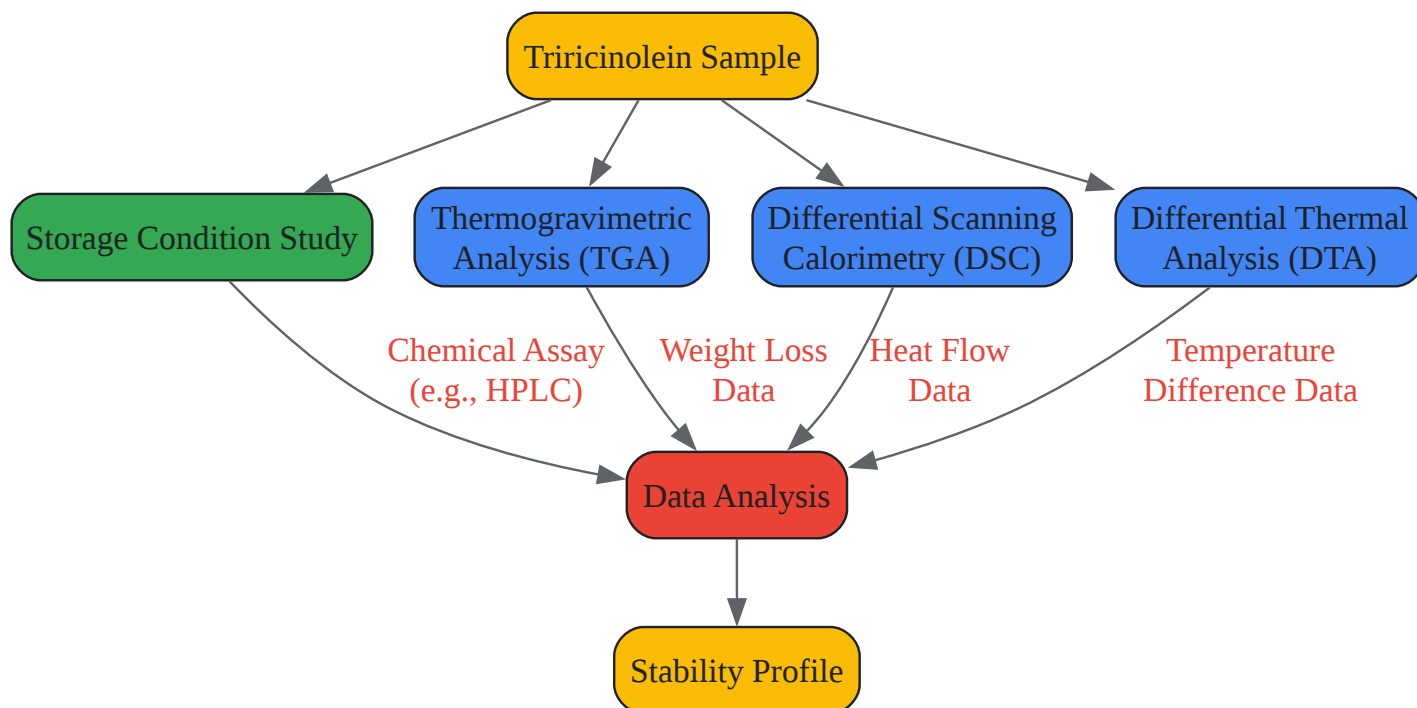 Triricinolein Sample
Storage Condition Study
Thermogravimetric
Analysis (TGA)
Differential Scanning
Calorimetry (DSC)
Differential Thermal
Analysis (DTA)
Chemical Assay
(e.g., HPLC)
Weight Loss
Data
Heat Flow
Data
Temperature
Difference Data
Data Analysis
Stability Profile